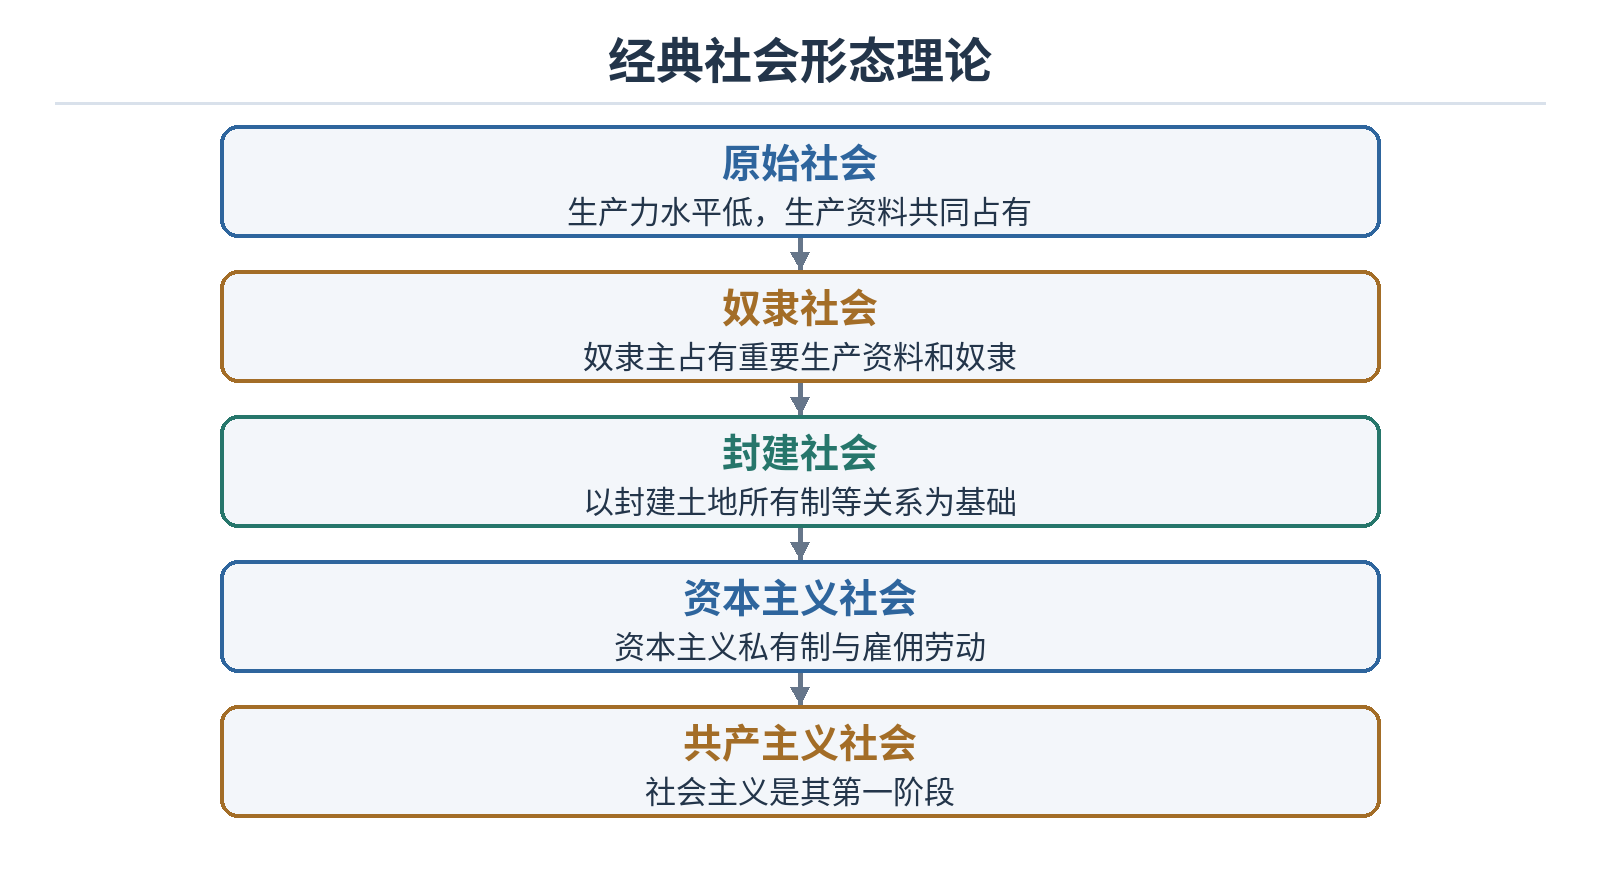 经典社会形态理论
原始社会
生产力水平低，生产资料共同占有
奴隶社会
奴隶主占有重要生产资料和奴隶
封建社会
以封建土地所有制等关系为基础
资本主义社会
资本主义私有制与雇佣劳动
共产主义社会
社会主义是其第一阶段